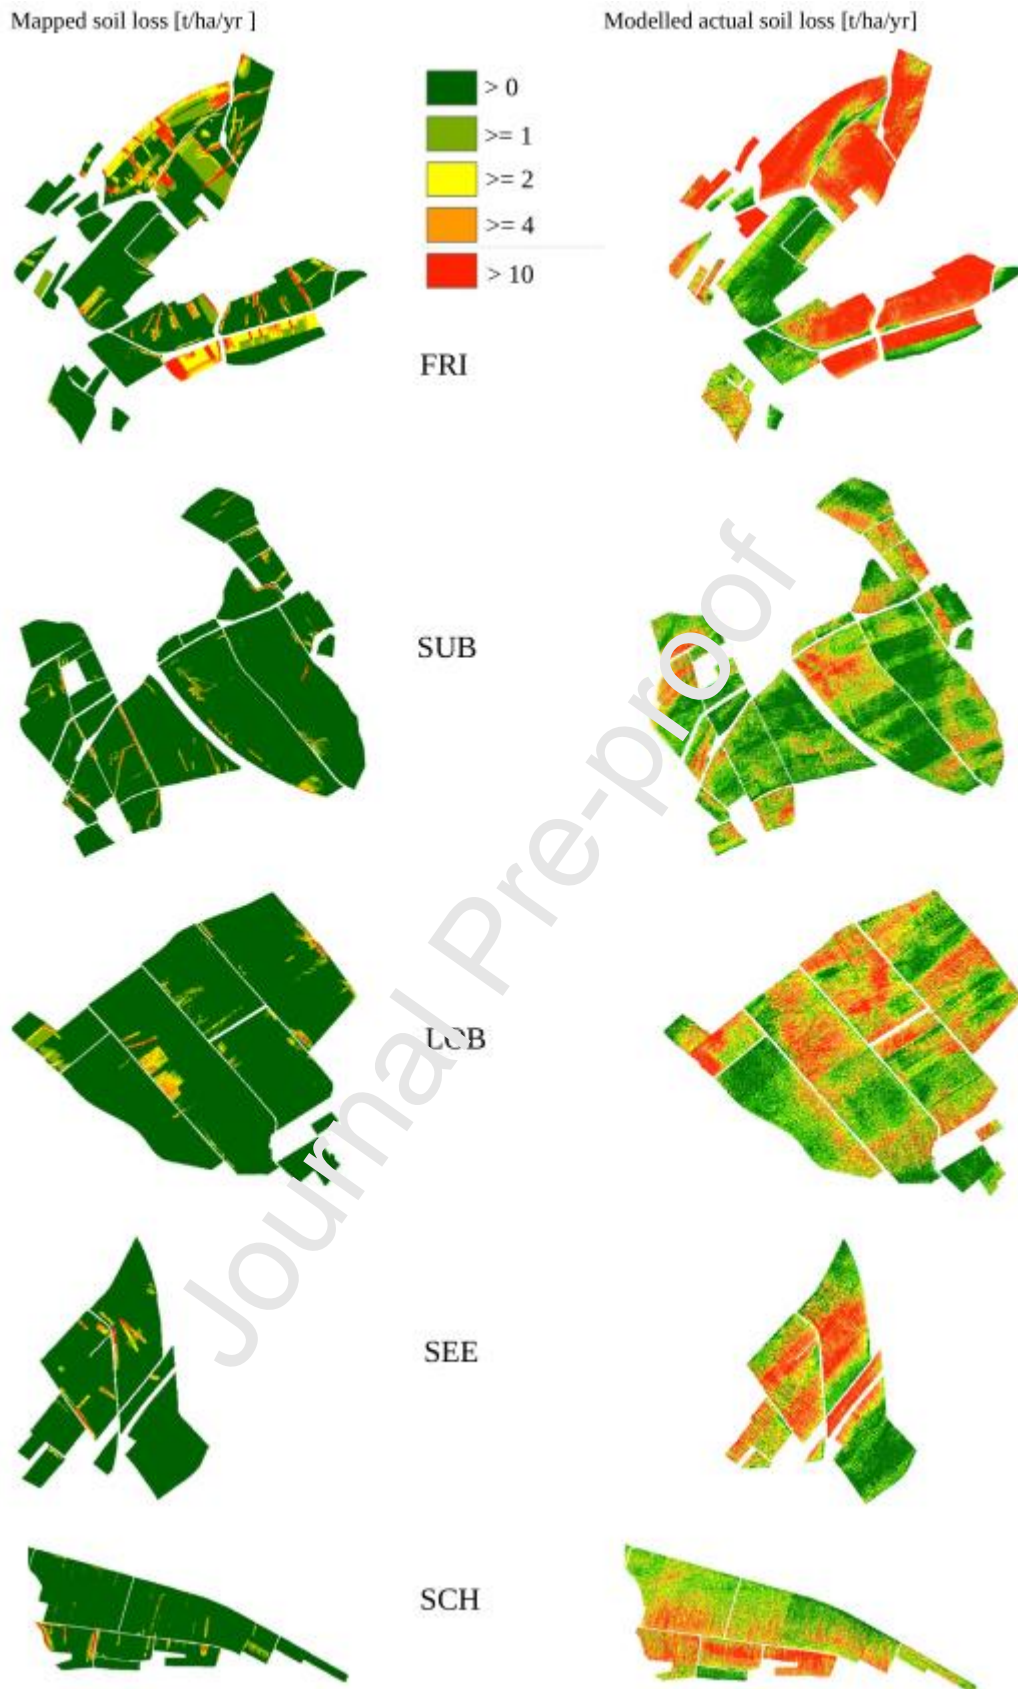 Mapped soil loss [t/ha/yr ]
Modelled actual soil loss [t/ha/yr]
> 0
>= 1
>= 2
>= 4
> 10
FRI
SUB
LOB
SEE
SCH
Journal Pre-proof